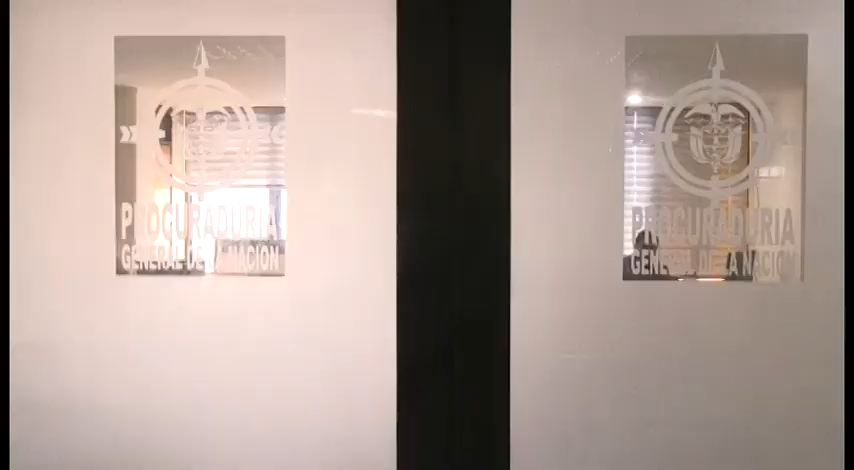 PROCURADURIA
GENERAL DE LA NACION
PROCURADURIA
GENERAL DE LA NACION